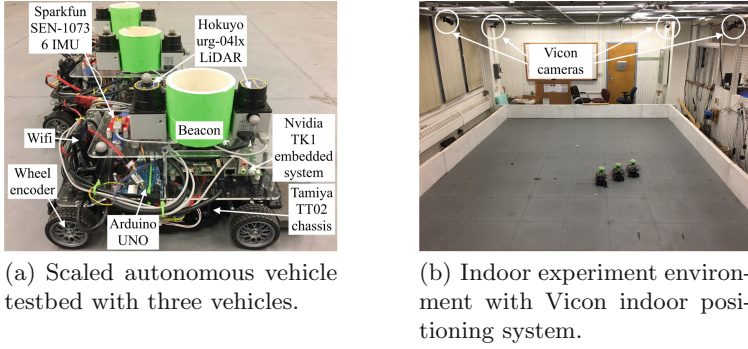 Sparkfun
SEN-1073
6 IMU
Hokuyo
urg-04lx
LiDAR
Beacon
Wifi
Nvidia
TK1
embedded
system
Wheel
encoder
Arduino
UNO
Tamiya
TT02
chassis
Vicon
cameras
(a) Scaled autonomous vehicle
testbed with three vehicles.
(b) Indoor experiment environ-
ment with Vicon indoor posi-
tioning system.